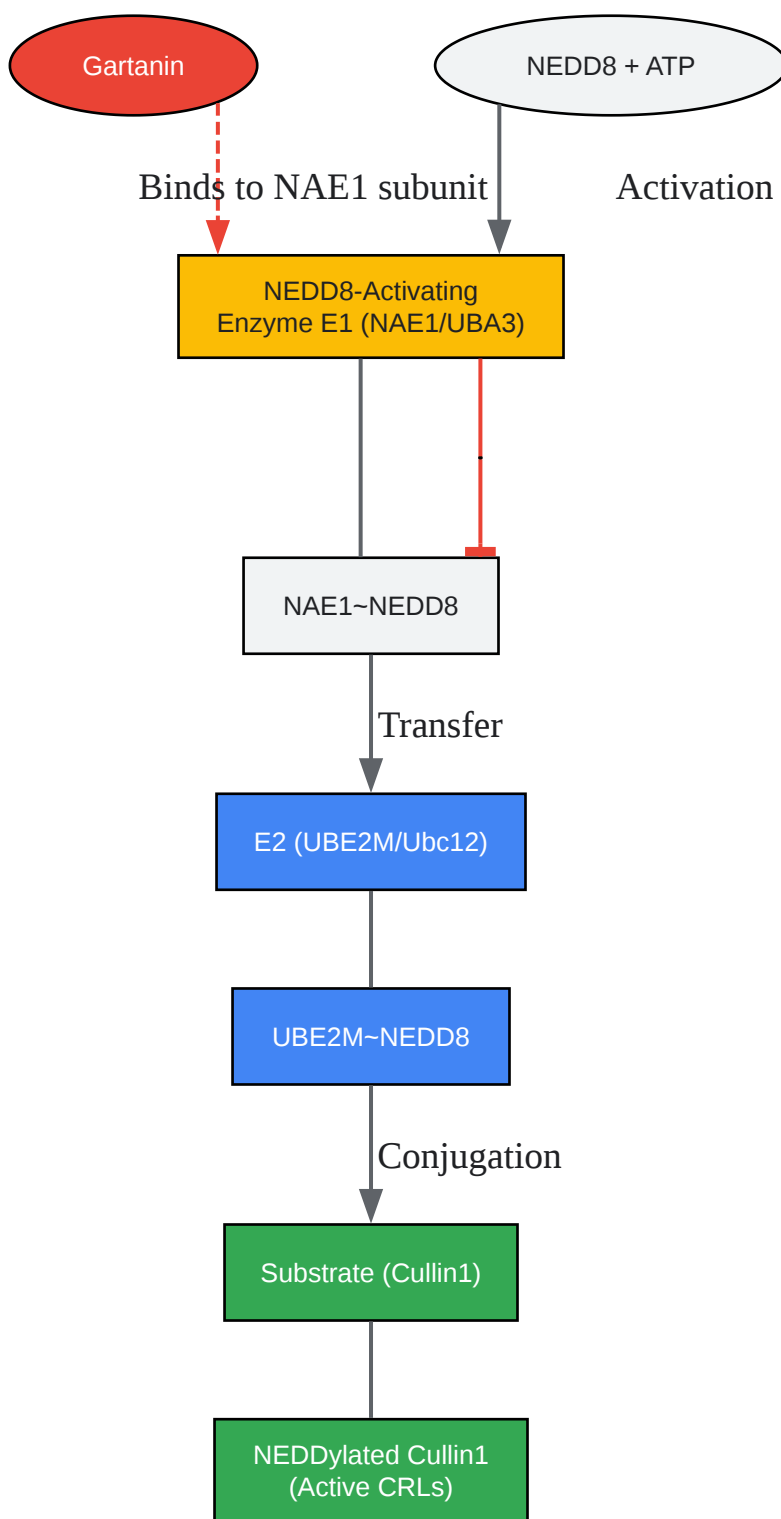 Gartanin
NEDD8 + ATP
Binds to NAE1 subunit
Activation
NEDD8-Activating
Enzyme E1 (NAE1/UBA3)
NAE1~NEDD8
Transfer
E2 (UBE2M/Ubc12)
UBE2M~NEDD8
Conjugation
Substrate (Cullin1)
NEDDylated Cullin1
(Active CRLs)